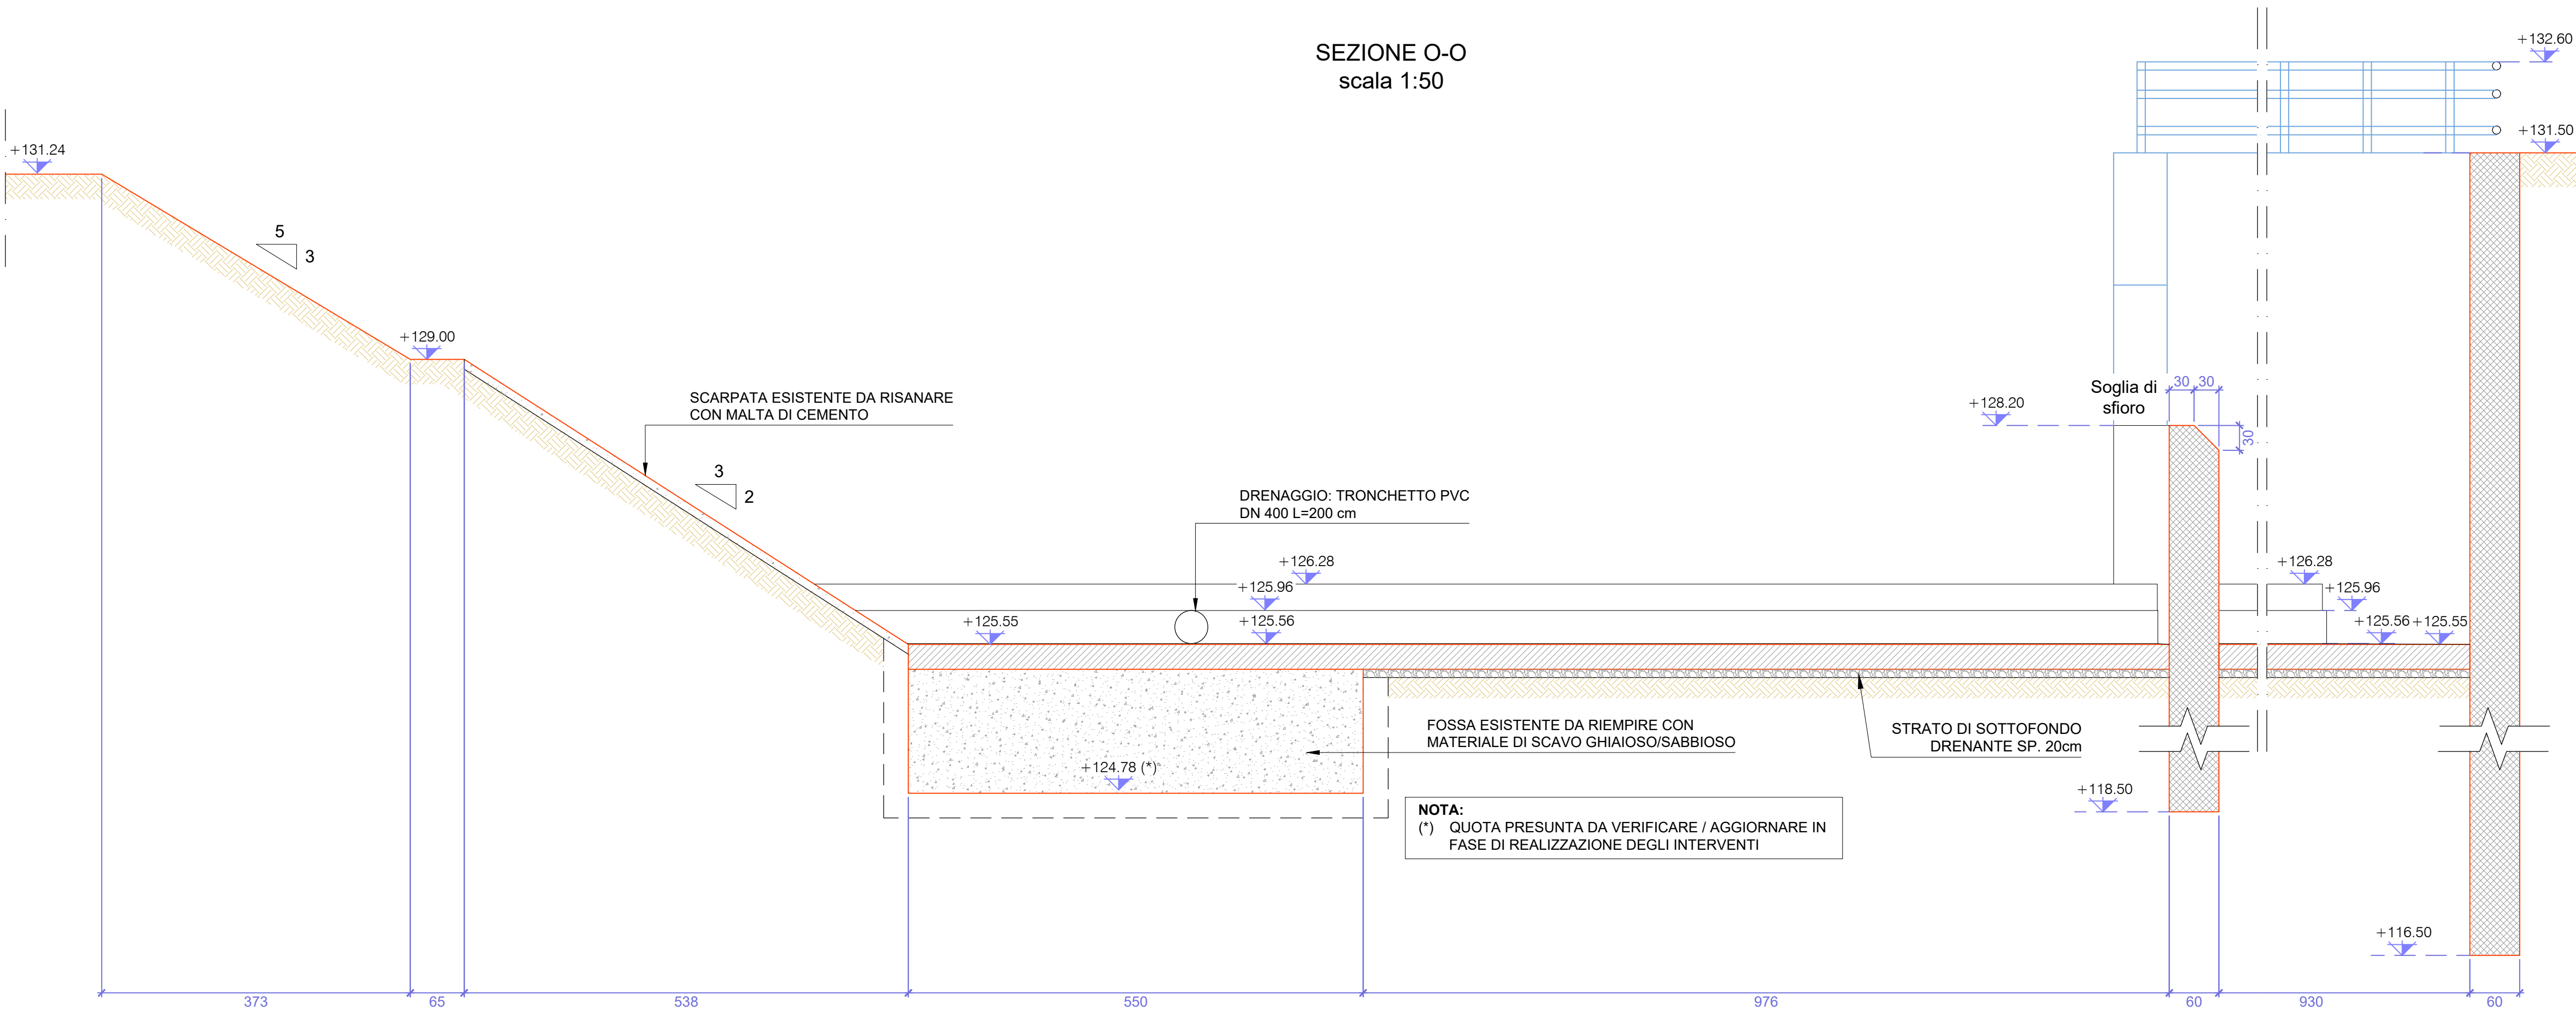 SEZIONE O-O
scala 1:50
+132.60
+131.50
+131.24
5
3
+129.00
SCARPATA ESISTENTE DA RISANARE
CON MALTA DI CEMENTO
3
2
Soglia di
sfioro
30
30
30
+128.20
DRENAGGIO: TRONCHETTO PVC
DN 400 L=200 cm
+126.28
+125.96
+125.55
+125.56
+126.28
+125.96
+125.56
+125.55
FOSSA ESISTENTE DA RIEMPIRE CON
MATERIALE DI SCAVO GHIAIOSO/SABBIOSO
STRATO DI SOTTOFONDO
DRENANTE SP. 20cm
+124.78 (*)
+118.50
NOTA:
(*) QUOTA PRESUNTA DA VERIFICARE / AGGIORNARE IN
FASE DI REALIZZAZIONE DEGLI INTERVENTI
+116.50
373
65
538
550
976
60
930
60